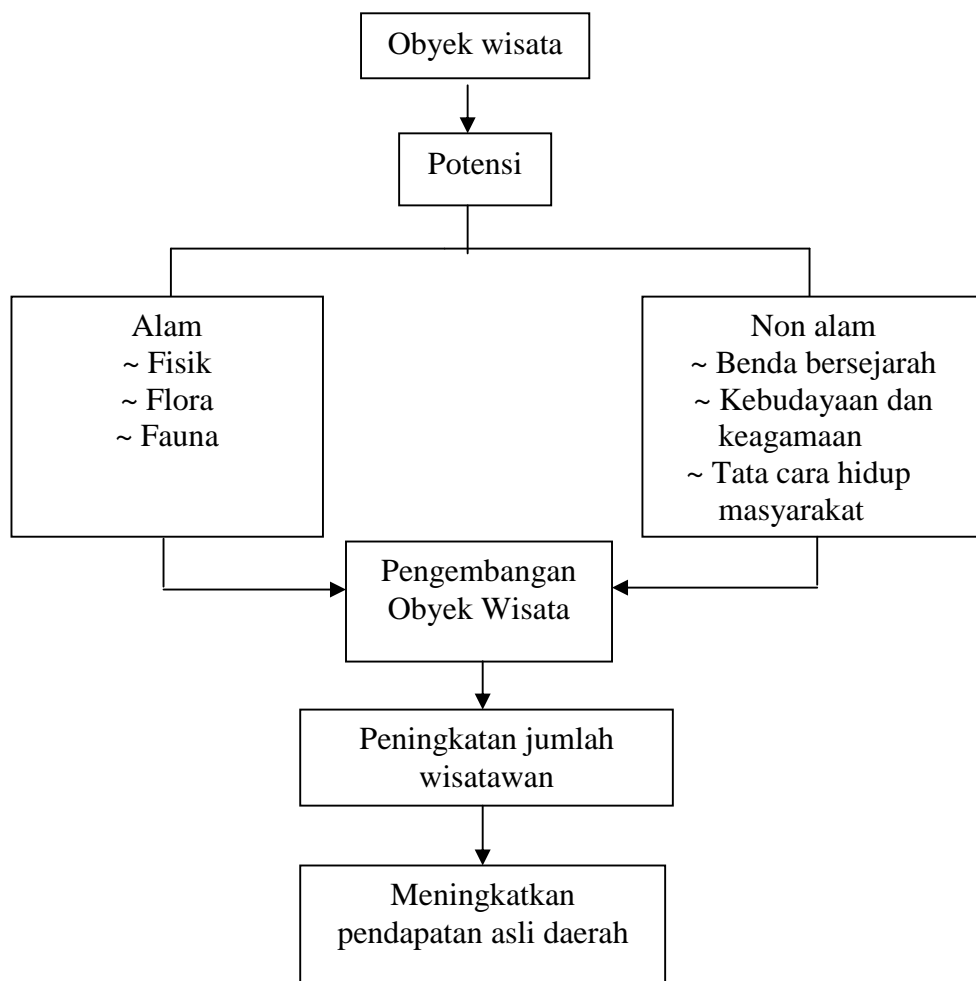 Obyek wisata
Potensi
Alam
~ Fisik
~ Flora
~ Fauna
Non alam
~ Benda bersejarah
~ Kebudayaan dan
keagamaan
~ Tata cara hidup
masyarakat
Pengembangan
Obyek Wisata
Peningkatan jumlah
wisatawan
Meningkatkan
pendapatan asli daerah